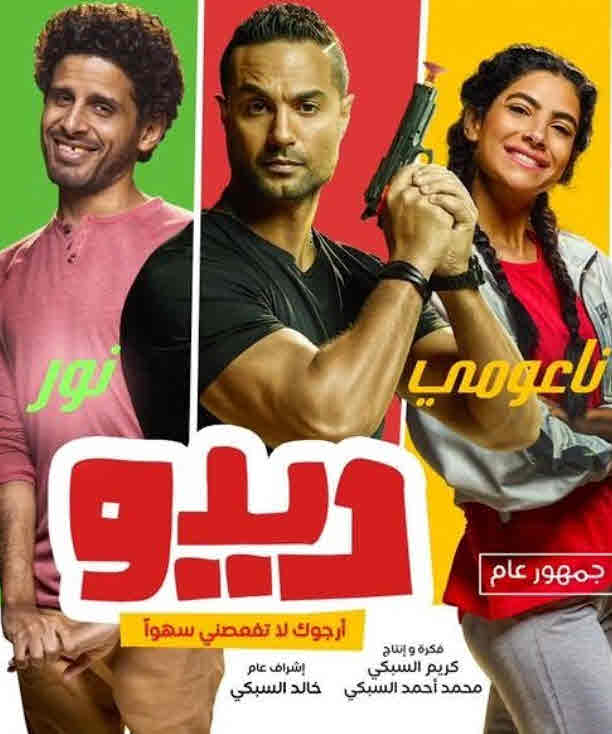 نور
ناعومي
ديدو
أرجوك لا تفعصني سهواً
جمهور عام
فكرة و إنتاج
كريم السبكي
محمد أحمد السبكي
إشراف عام
خالد السبكي